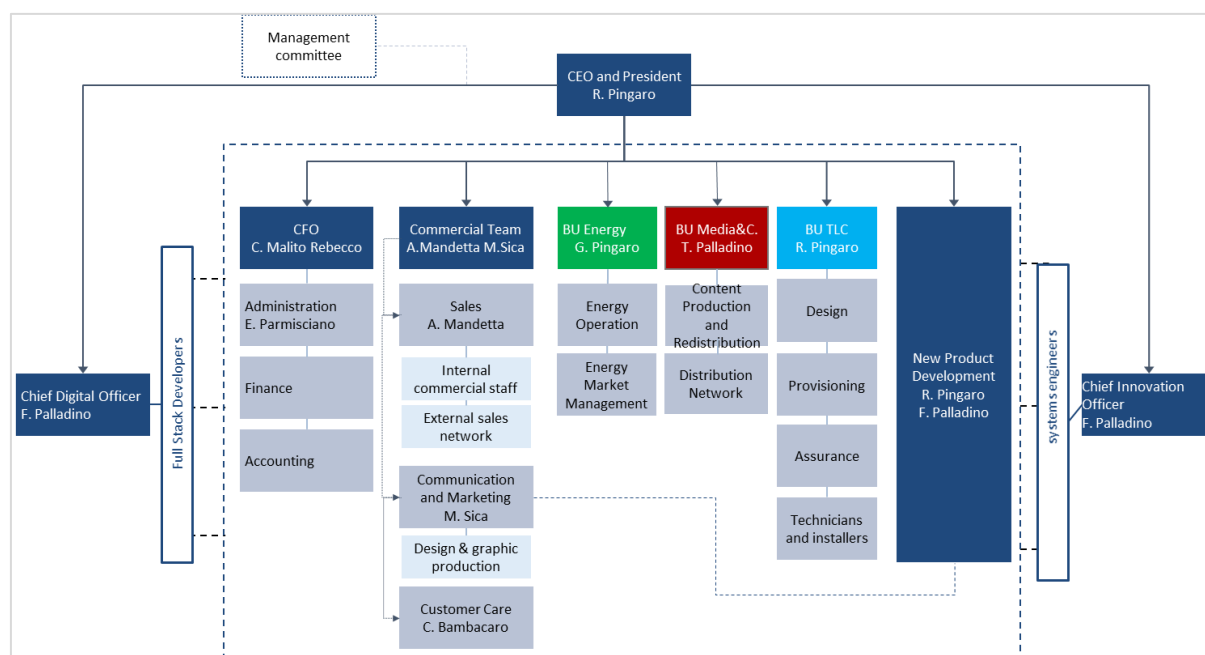 Management
committee
CEO and President
R. Pingaro
CFO
C. Malito Rebecco
Commercial Team
A.Mandetta M.Sica
BU Energy
G. Pingaro
BU Media&C.
T. Palladino
BU TLC
R. Pingaro
Administration
E. Parmisciano
Finance
Accounting
Sales
A. Mandetta
Internal
commercial staff
External sales
network
Communication
and Marketing
M. Sica
Design & graphic
production
Customer Care
C. Bambacaro
Energy
Operation
Energy
Market
Management
Content
Production
and
Redistribution
Distribution
Network
Design
Provisioning
Assurance
Technicians
and installers
New Product
Development
R. Pingaro
F. Palladino
Chief Digital Officer
F. Palladino
Full Stack Developers
systems engineers
Chief Innovation
Officer
F. Palladino